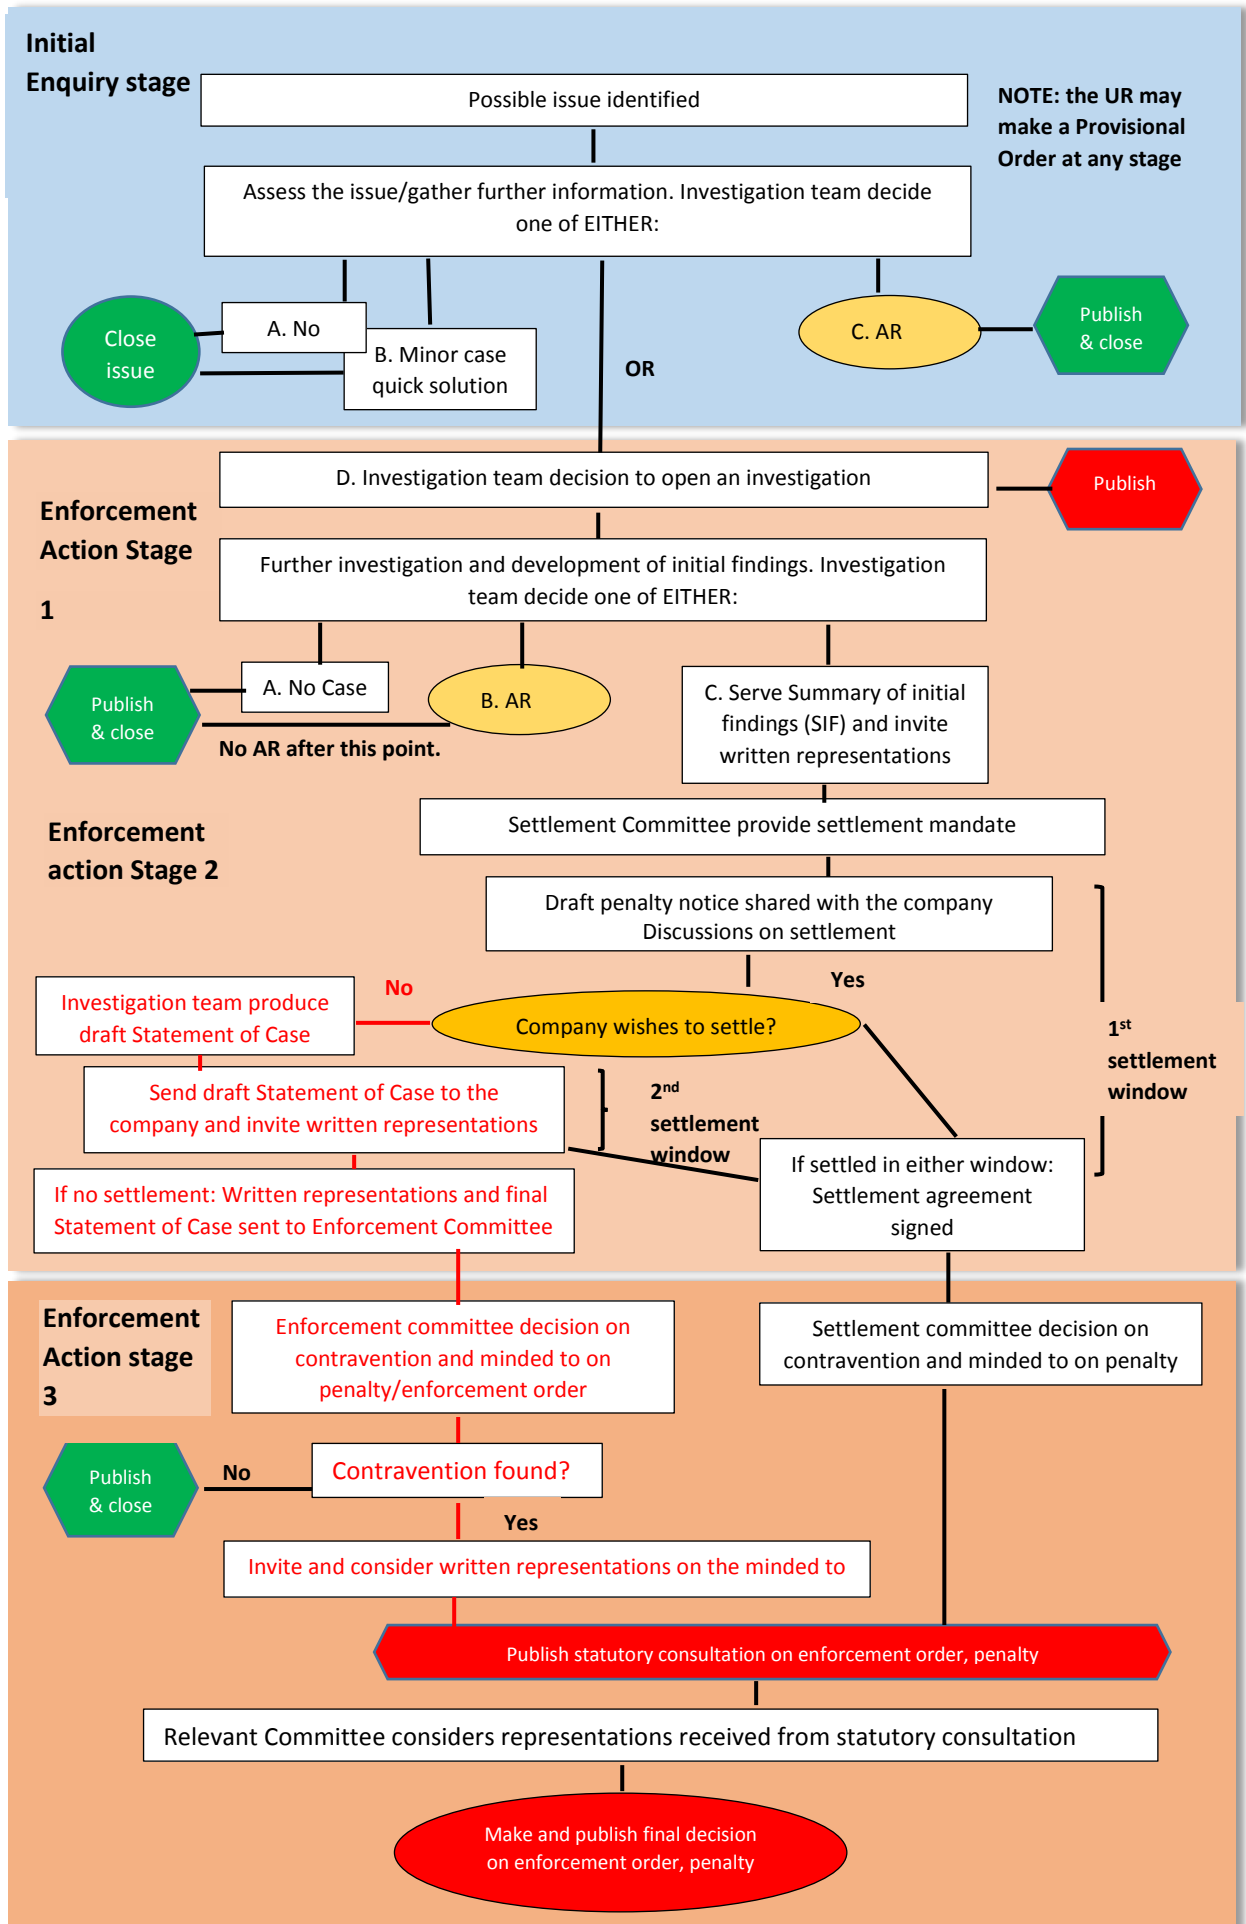 Initial
Enquiry stage
Possible issue identified
NOTE: the UR may
make a Provisional
Order at any stage
Assess the issue/gather further information. Investigation team decide
one of EITHER:
Close
issue
A. No
B. Minor case
quick solution
OR
C. AR
Publish
& close
D. Investigation team decision to open an investigation
Publish
Enforcement
Action Stage
1
Further investigation and development of initial findings. Investigation
team decide one of EITHER:
Publish
& close
A. No Case
B. AR
No AR after this point.
C. Serve Summary of initial
findings (SIF) and invite
written representations
Enforcement
action Stage 2
Settlement Committee provide settlement mandate
Draft penalty notice shared with the company
Discussions on settlement
Yes
No
Company wishes to settle?
Investigation team produce
draft Statement of Case
1st
settlement
window
Send draft Statement of Case to the
company and invite written representations
2nd
settlement
window
If settled in either window:
Settlement agreement
signed
If no settlement: Written representations and final
Statement of Case sent to Enforcement Committee
Enforcement
Action stage
3
Enforcement committee decision on
contravention and minded to on
penalty/enforcement order
Settlement committee decision on
contravention and minded to on penalty
Publish
& close
No
Contravention found?
Yes
Invite and consider written representations on the minded to
Publish statutory consultation on enforcement order, penalty
Relevant Committee considers representations received from statutory consultation
Make and publish final decision
on enforcement order, penalty